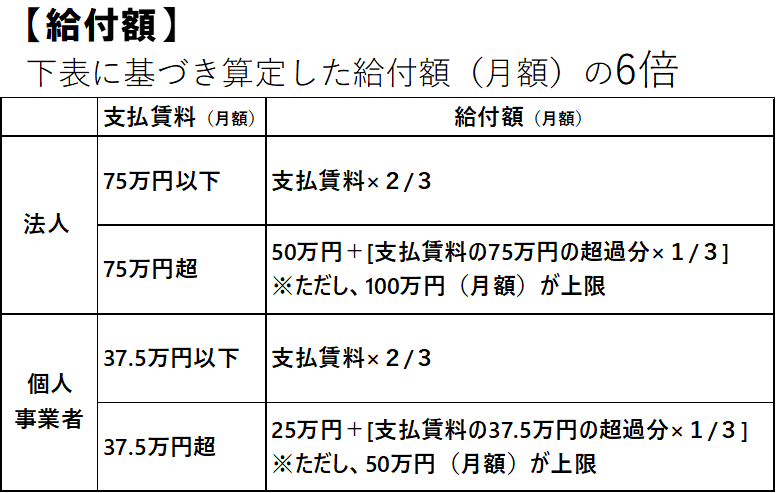 【給付額】
下表に基づき算定した給付額（月額）の6倍
支払賃料（月額）
給付額（月額）
法人
75万円以下
支払賃料×２/３
75万円超
50万円＋[支払賃料の75万円の超過分×１/３]
※ただし、100万円（月額）が上限
個人
事業者
37.5万円以下
支払賃料×２/３
37.5万円超
25万円＋[支払賃料の37.5万円の超過分×１/３]
※ただし、50万円（月額）が上限